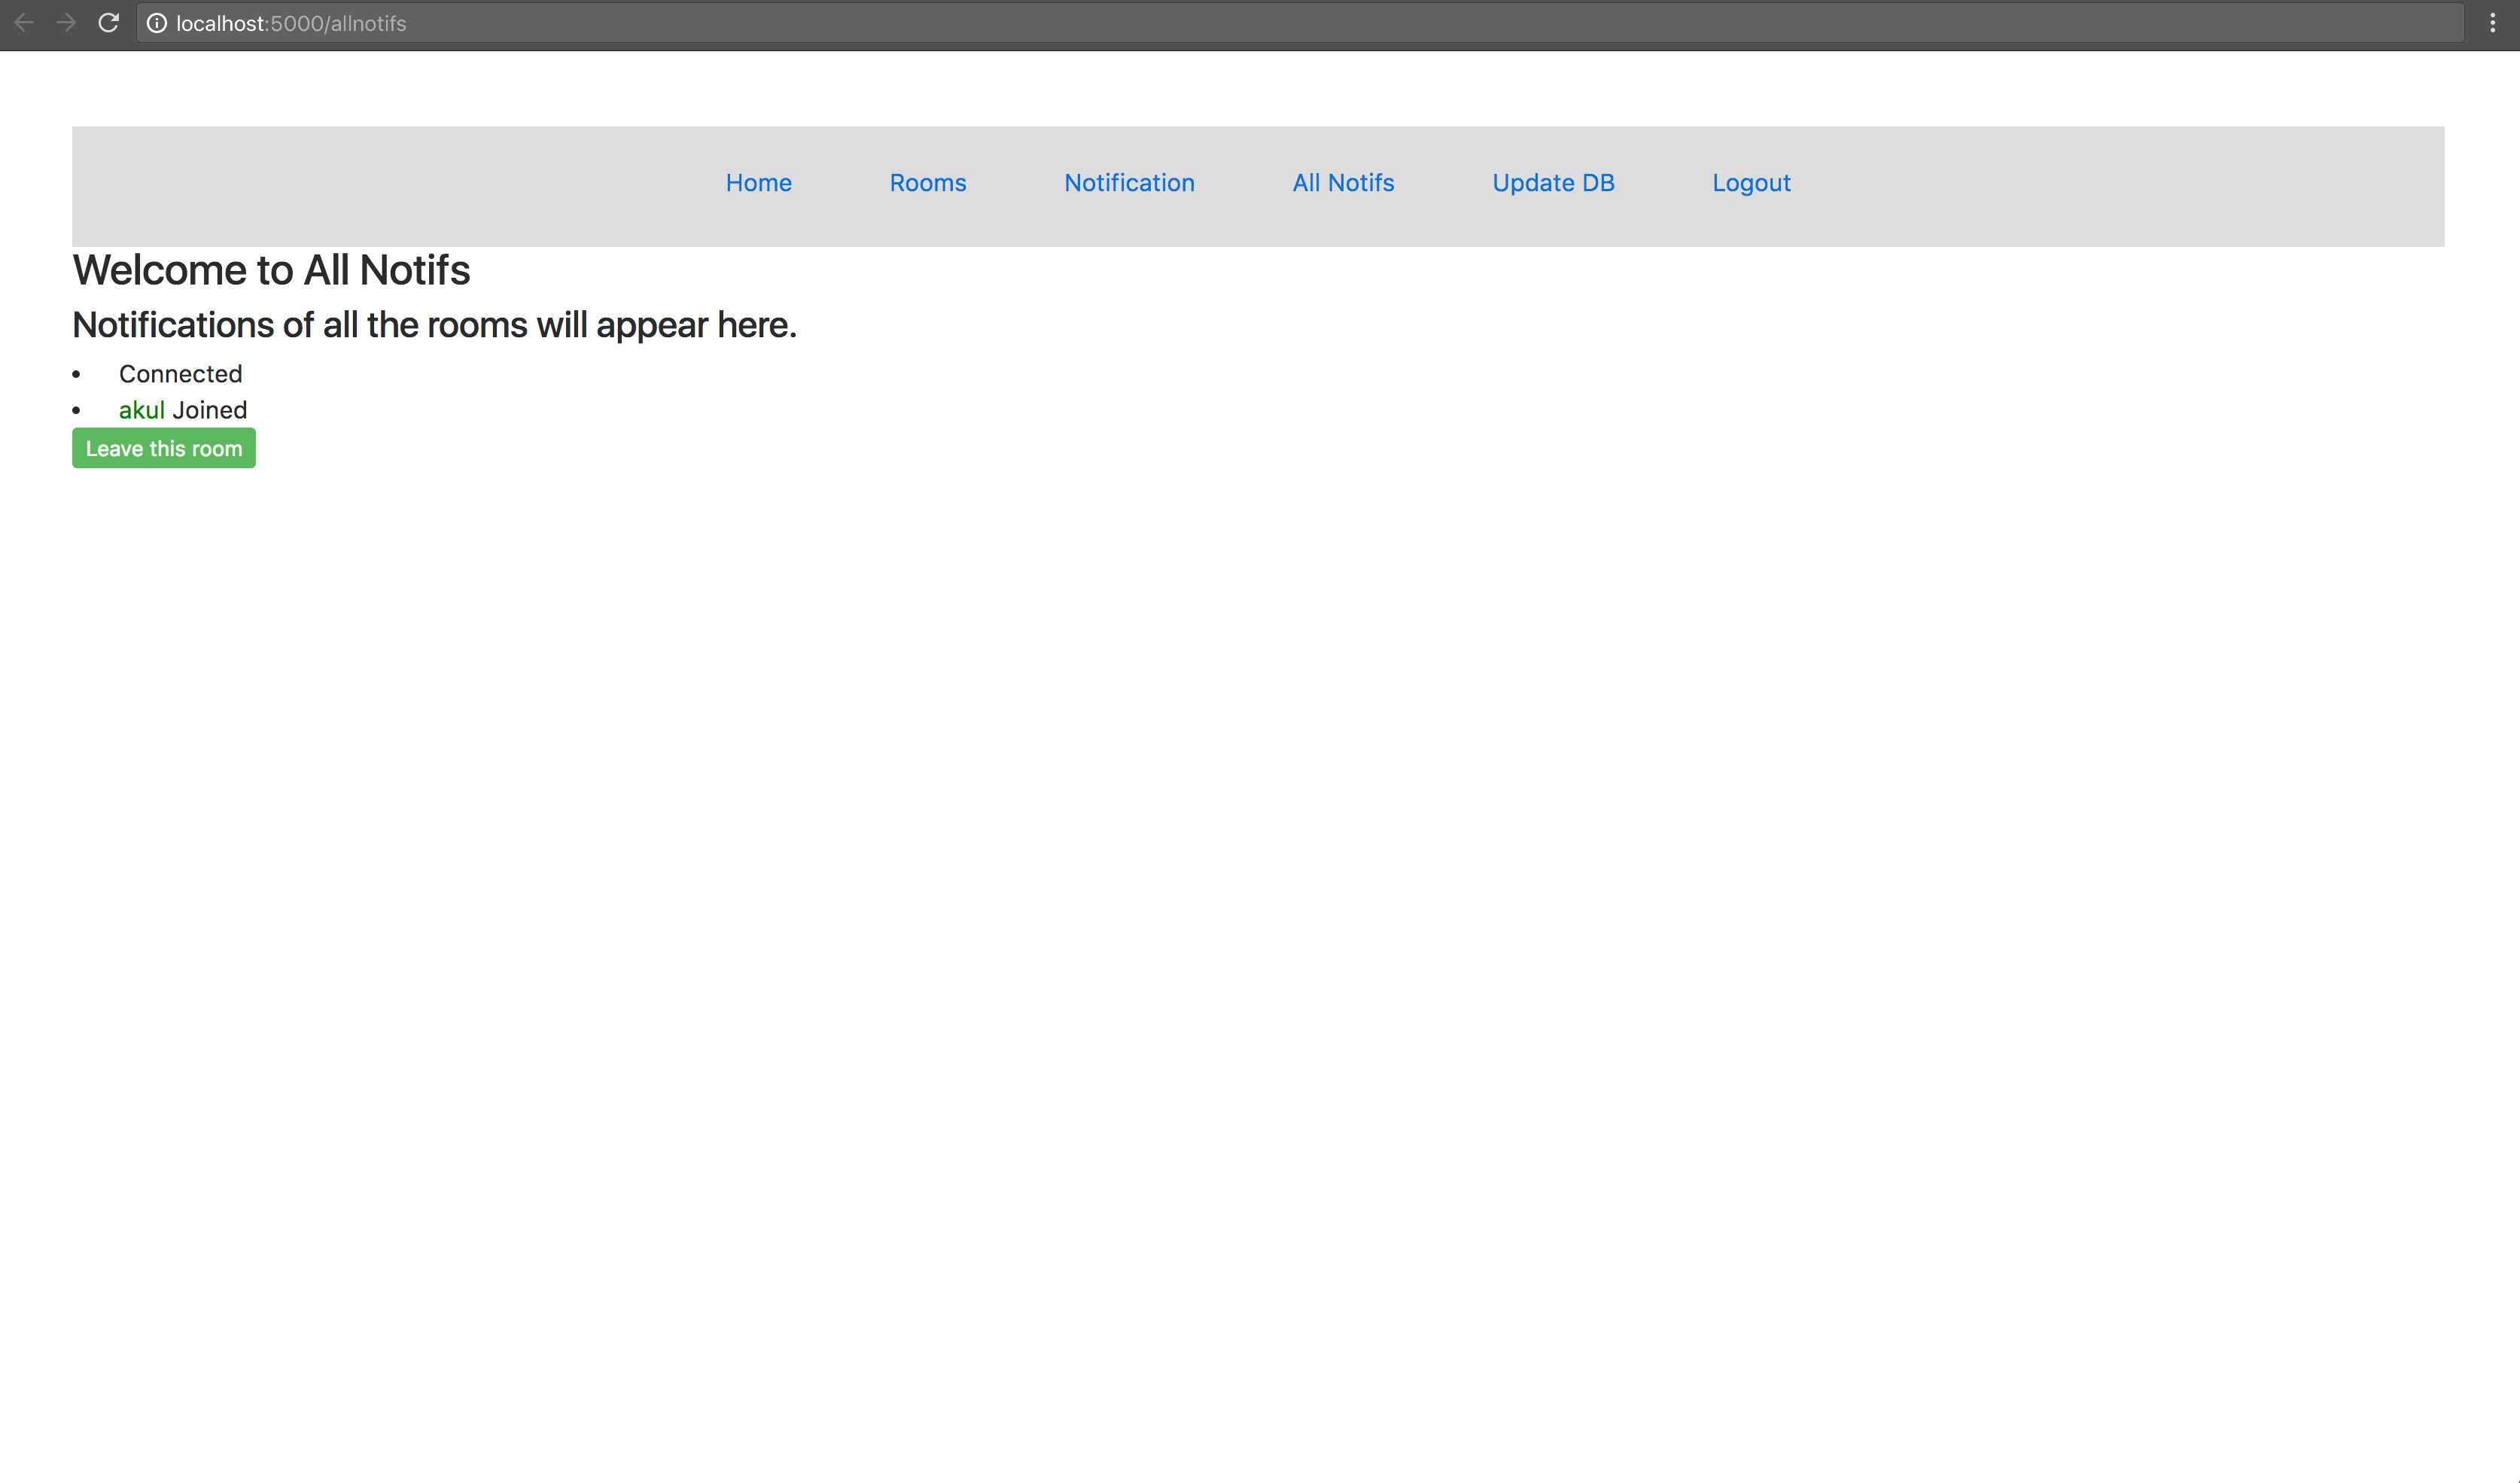 localhost:5000/allnotifs
Home Rooms Notification All Notifs Update DB Logout
Welcome to All Notifs
Notifications of all the rooms will appear here.
Connected
akul Joined
Leave this room